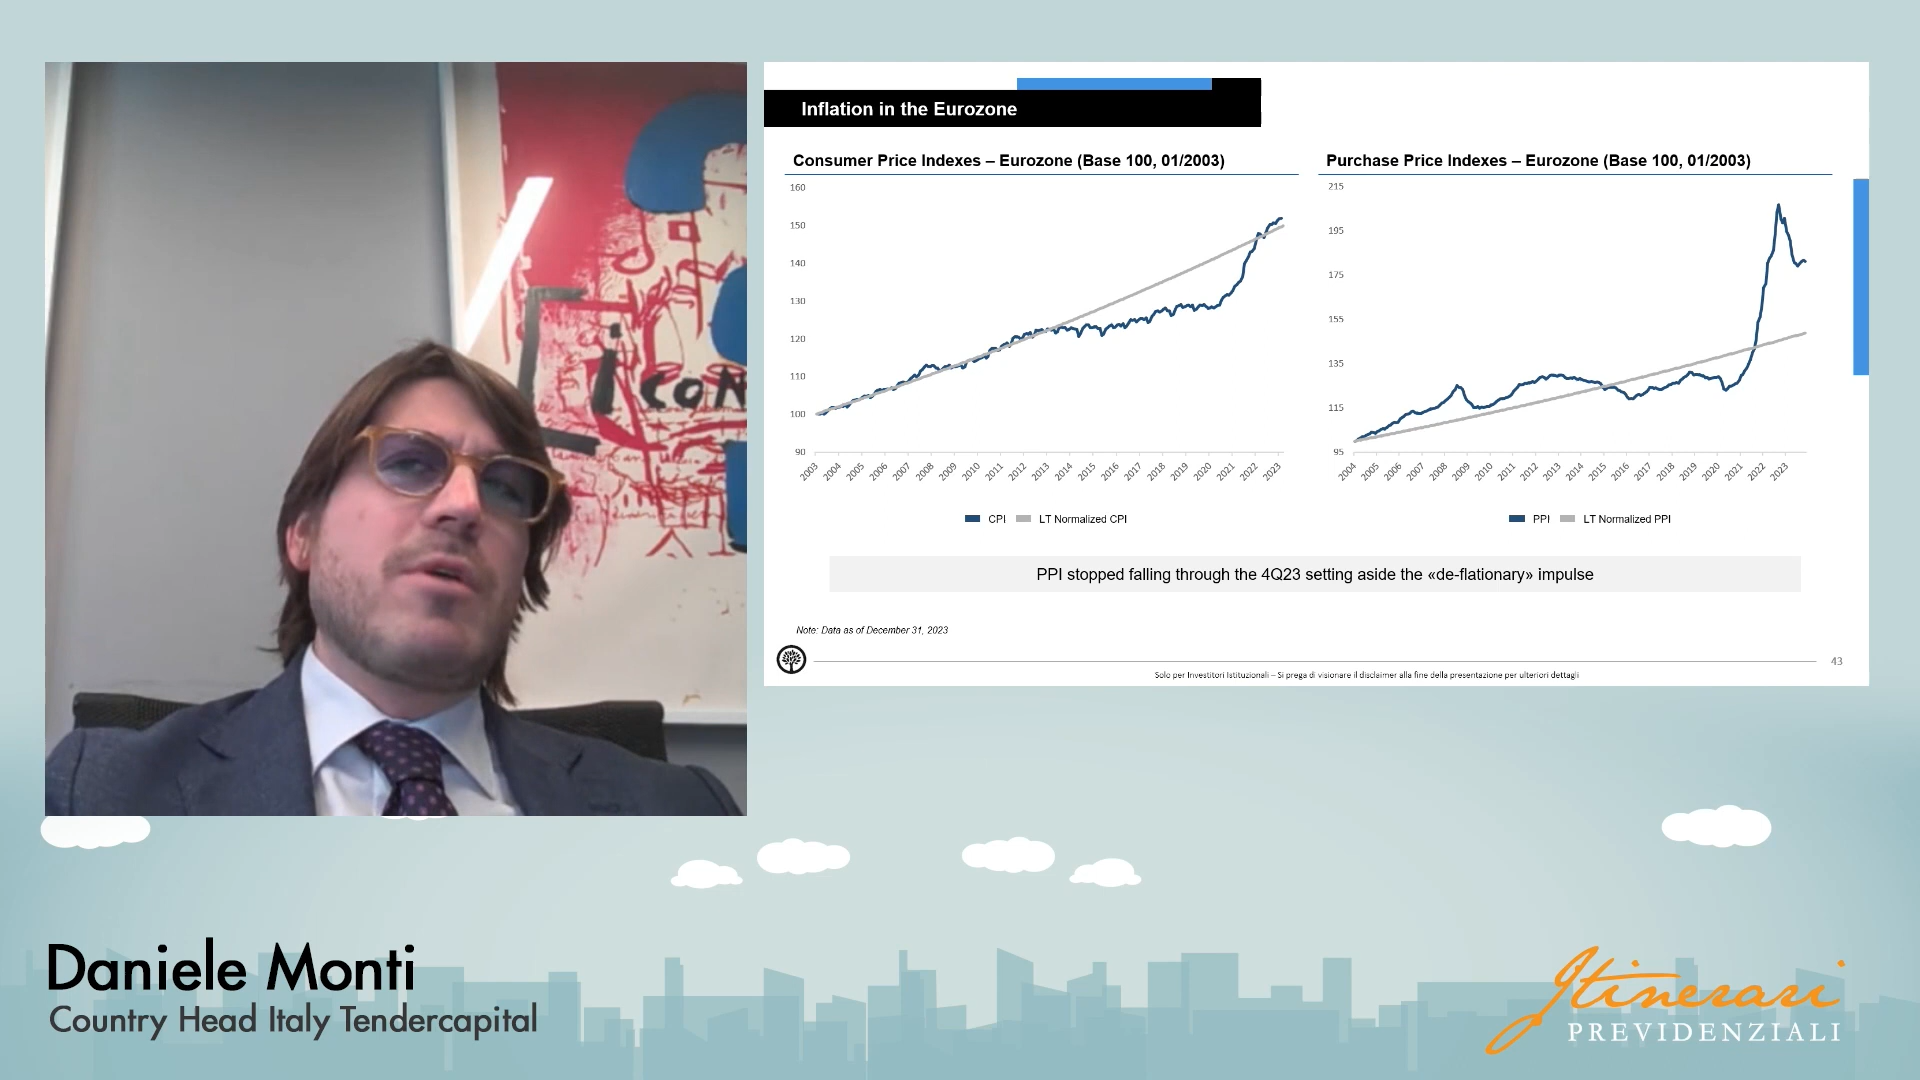 Inflation in the Eurozone
Consumer Price Indexes – Eurozone (Base 100, 01/2003)
160
150
140
130
120
110
100
90
2003 2004 2005 2006 2007 2008 2009 2010 2011 2012 2013 2014 2015 2016 2017 2018 2019 2020 2021 2022 2023
CPI LT Normalized CPI
Purchase Price Indexes – Eurozone (Base 100, 01/2003)
215
195
175
155
135
115
95
2004 2005 2006 2007 2008 2009 2010 2011 2012 2013 2014 2015 2016 2017 2018 2019 2020 2021 2022 2023
PPI LT Normalized PPI
PPI stopped falling through the 4Q23 setting aside the «de-flationary» impulse
Note: Data as of December 31, 2023
43
Solo per Investitori Istituzionali – Si prega di visionare il disclaimer alla fine della presentazione per ulteriori dettagli
Daniele Monti
Country Head Italy Tendercapital
Itinerari
PREVIDENZIALI